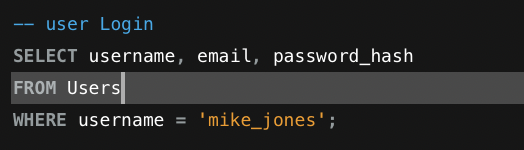 -- user Login
SELECT username, email, password_hash
FROM Users
WHERE username = 'mike_jones';